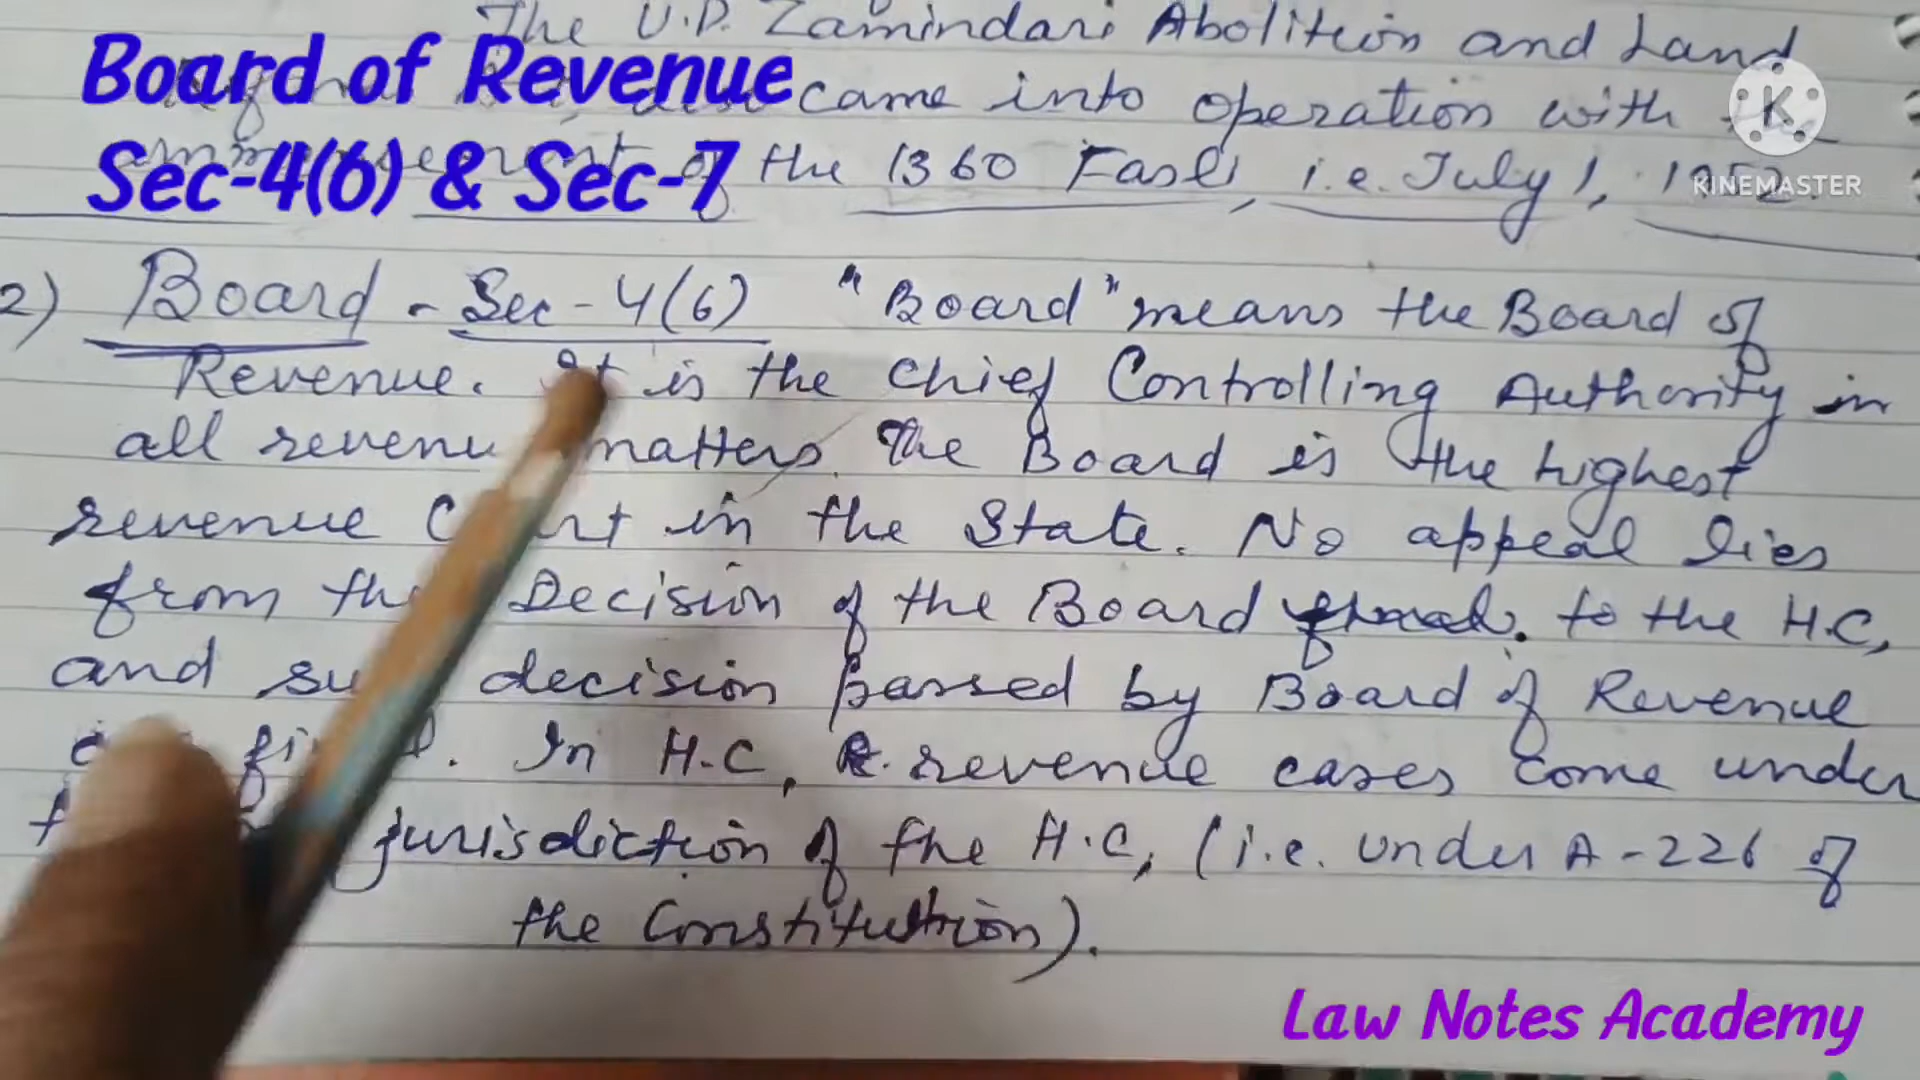 The U.P. Zamindari Abolition and Land
Board of Revenue
came into operation with
Sec-4(6) & Sec-7
of the 1360 Fasli, i.e. July 1,
K
KINEMASTER
2) Board - Sec - 4(6) "Board" means the Board of
Revenue. It is the Chief Controlling Authority in
all matters. The Board is the highest
revenue in the State. No appeal lies
from Decision of the Board to the H.C,
and decision passed by Board of Revenue
In H.C, revenue cases come under
jurisdiction of the H.C, (i.e. under A-226 of
the Constitution).
Law Notes Academy